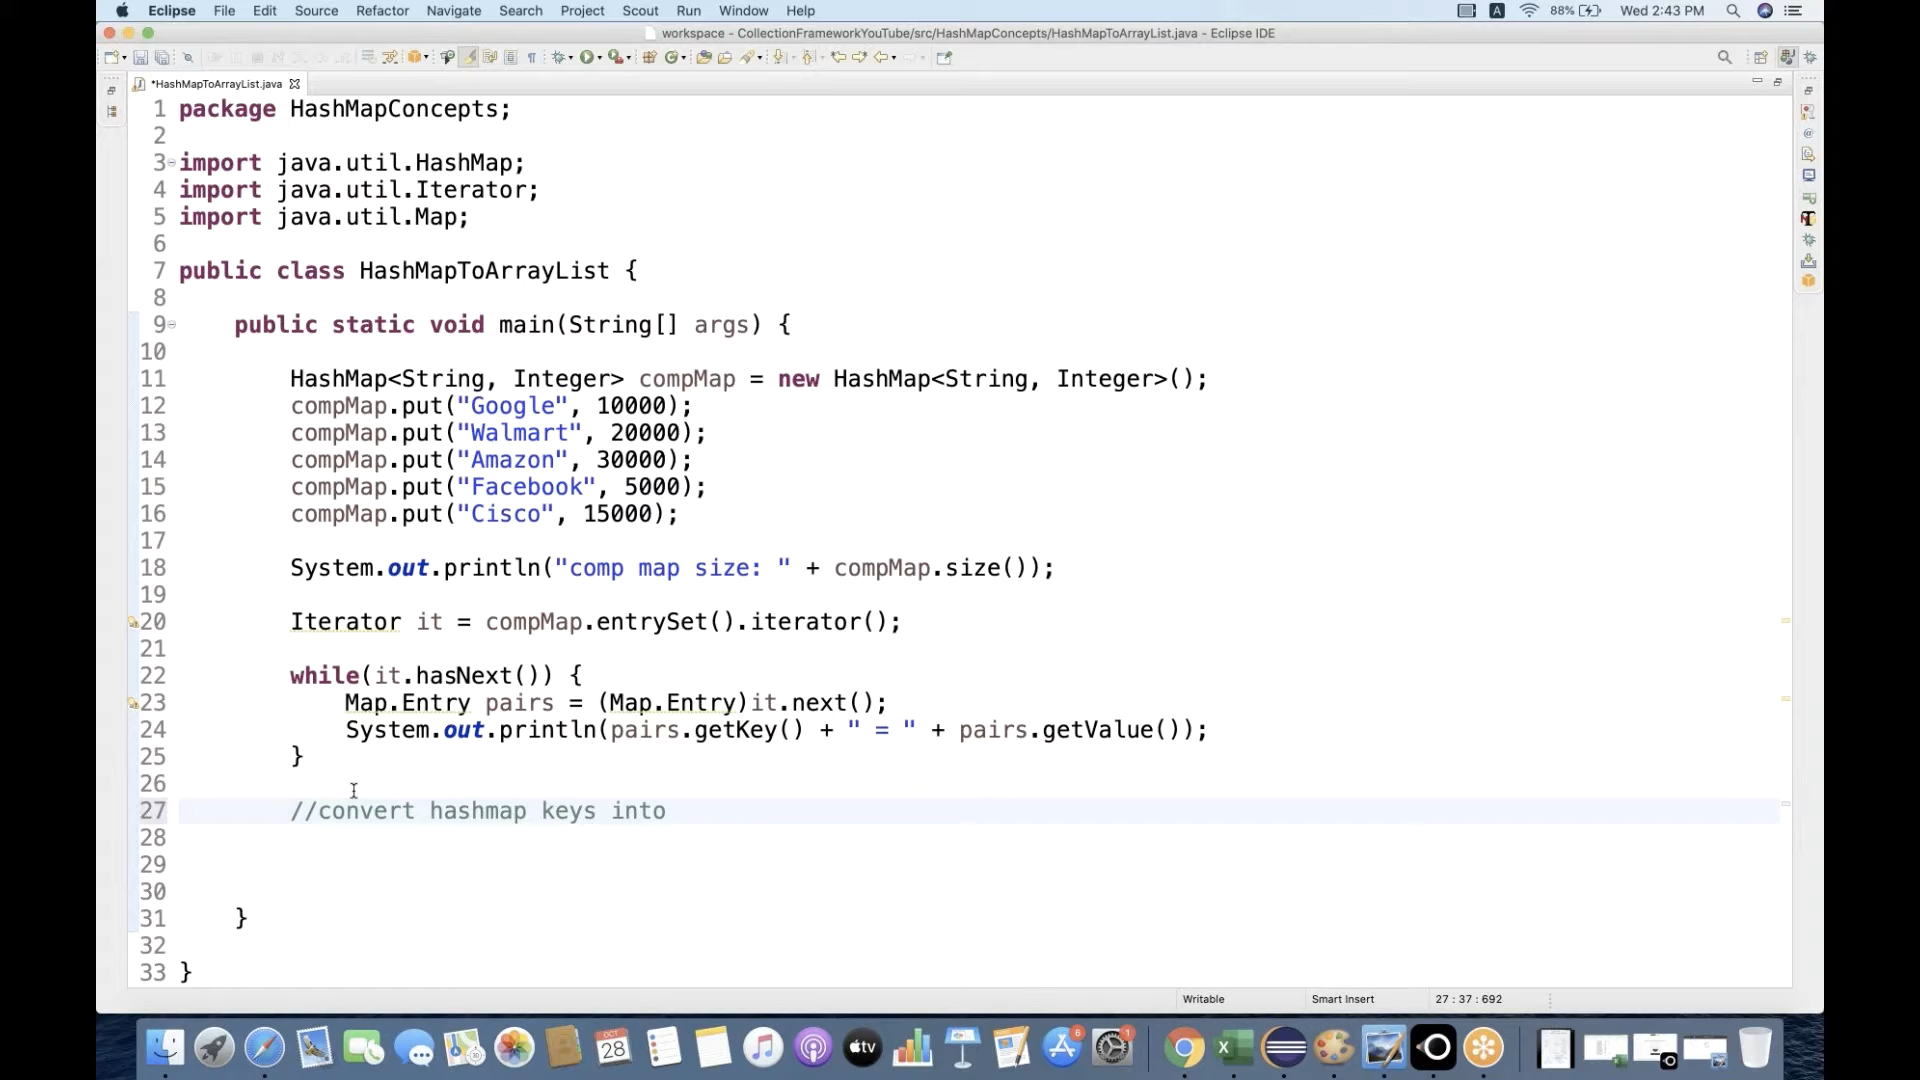 Eclipse File Edit Source Refactor Navigate Search Project Scout Run Window Help A 88% Wed 2:43 PM
workspace - CollectionFrameworkYouTube/src/HashMapConcepts/HashMapToArrayList.java - Eclipse IDE
*HashMapToArrayList.java
1 package HashMapConcepts;
2
3 import java.util.HashMap;
4 import java.util.Iterator;
5 import java.util.Map;
6
7 public class HashMapToArrayList {
8
9 public static void main(String[] args) {
10
11 HashMap<String, Integer> compMap = new HashMap<String, Integer>();
12 compMap.put("Google", 10000);
13 compMap.put("Walmart", 20000);
14 compMap.put("Amazon", 30000);
15 compMap.put("Facebook", 5000);
16 compMap.put("Cisco", 15000);
17
18 System.out.println("comp map size: " + compMap.size());
19
20 Iterator it = compMap.entrySet().iterator();
21
22 while(it.hasNext()) {
23 Map.Entry pairs = (Map.Entry)it.next();
24 System.out.println(pairs.getKey() + " = " + pairs.getValue());
25 }
26
27 //convert hashmap keys into
28
29
30
31 }
32
33 }
Writable Smart Insert 27 : 37 : 692
OCT
28
tv
6
1
X